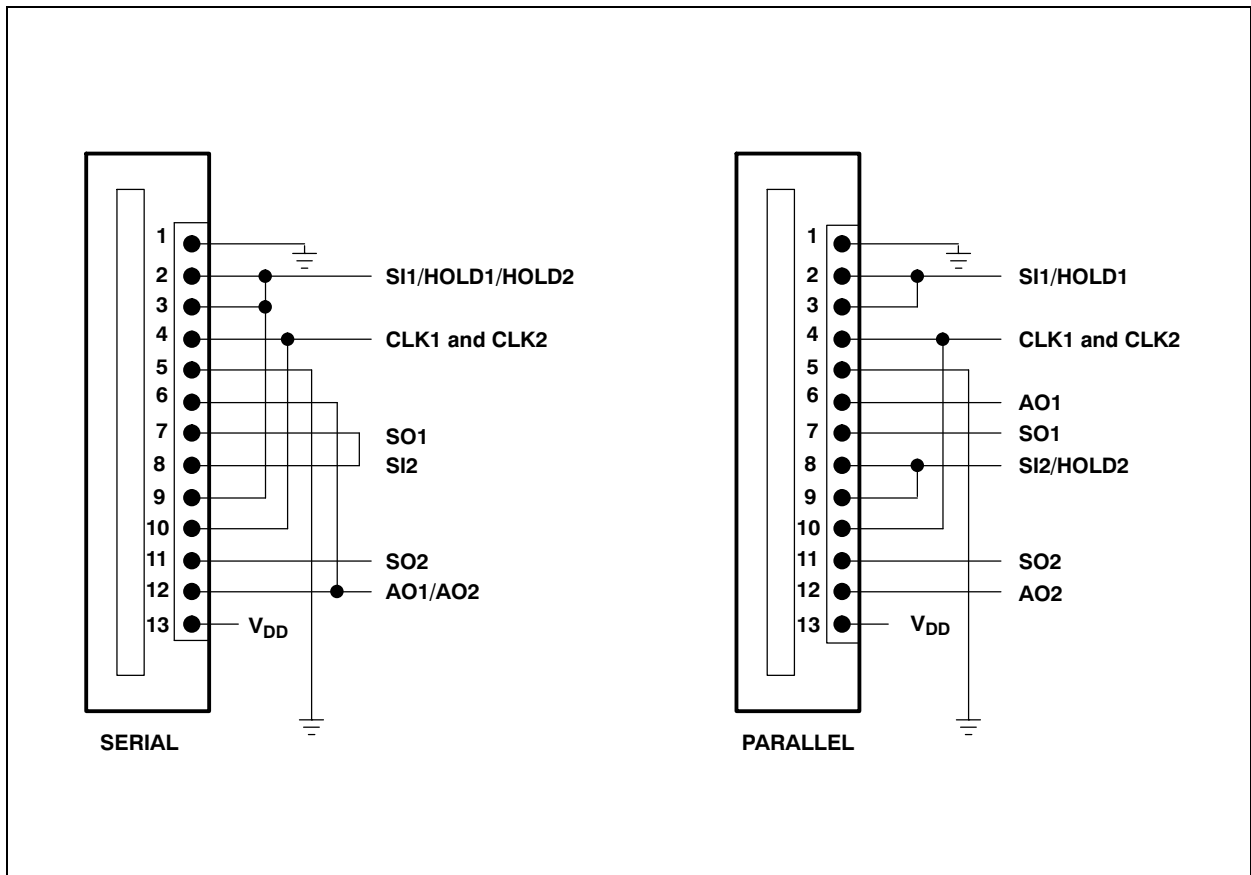 1
2 SI1/HOLD1/HOLD2
3
4 CLK1 and CLK2
5
6
7 SO1
8 SI2
9
10
11 SO2
12 AO1/AO2
13 VDD
SERIAL
1
2 SI1/HOLD1
3
4 CLK1 and CLK2
5
6 AO1
7 SO1
8 SI2/HOLD2
9
10
11 SO2
12 AO2
13 VDD
PARALLEL